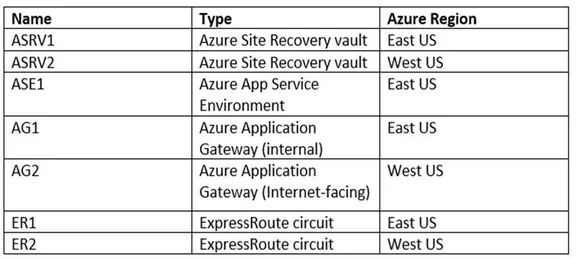 Name Type Azure Region
ASRV1 Azure Site Recovery vault East US
ASRV2 Azure Site Recovery vault West US
ASE1 Azure App Service East US
Environment
AG1 Azure Application East US
Gateway (internal)
AG2 Azure Application West US
Gateway (Internet-facing)
ER1 ExpressRoute circuit East US
ER2 ExpressRoute circuit West US